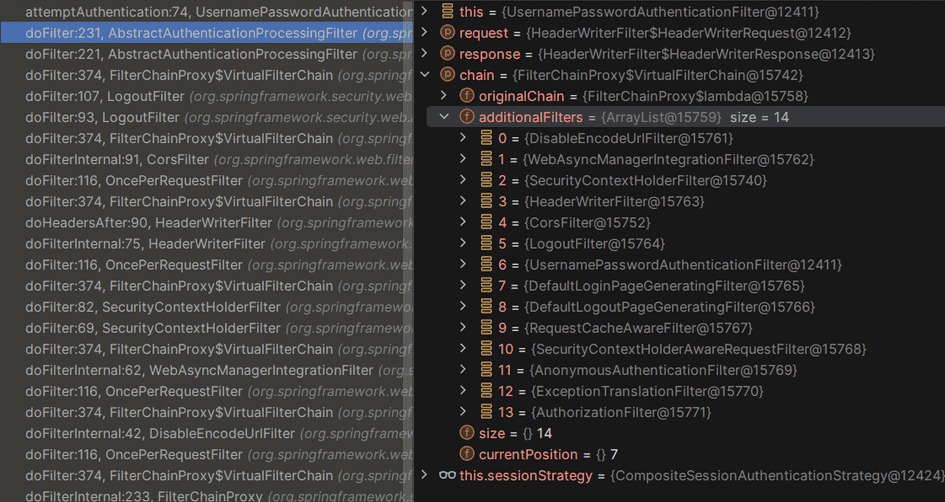 attemptAuthentication:74, UsernamePasswordAuthentication
doFilter:231, AbstractAuthenticationProcessingFilter (org.sp
doFilter:221, AbstractAuthenticationProcessingFilter (org.sp
doFilter:374, FilterChainProxy$VirtualFilterChain (org.springf
doFilter:107, LogoutFilter (org.springframework.security.web
doFilter:93, LogoutFilter (org.springframework.security.web.
doFilter:374, FilterChainProxy$VirtualFilterChain (org.springf
doFilterInternal:91, CorsFilter (org.springframework.web.filter
doFilter:116, OncePerRequestFilter (org.springframework.web
doFilter:374, FilterChainProxy$VirtualFilterChain (org.springf
doHeadersAfter:90, HeaderWriterFilter (org.springframework.
doFilterInternal:75, HeaderWriterFilter (org.springframework.
doFilter:116, OncePerRequestFilter (org.springframework.web
doFilter:374, FilterChainProxy$VirtualFilterChain (org.springf
doFilter:82, SecurityContextHolderFilter (org.springframework
doFilter:69, SecurityContextHolderFilter (org.springframework
doFilter:374, FilterChainProxy$VirtualFilterChain (org.springf
doFilterInternal:62, WebAsyncManagerIntegrationFilter (org.
doFilter:116, OncePerRequestFilter (org.springframework.web
doFilter:374, FilterChainProxy$VirtualFilterChain (org.springf
doFilterInternal:42, DisableEncodeUrlFilter (org.springframew
doFilter:116, OncePerRequestFilter (org.springframework.web
doFilter:374, FilterChainProxy$VirtualFilterChain (org.springf
doFilterInternal:233, FilterChainProxy (org.springframework
this = {UsernamePasswordAuthenticationFilter@12411}
request = {HeaderWriterFilter$HeaderWriterRequest@12412}
response = {HeaderWriterFilter$HeaderWriterResponse@12413}
chain = {FilterChainProxy$VirtualFilterChain@15742}
originalChain = {FilterChainProxy$lambda@15758}
additionalFilters = {ArrayList@15759} size = 14
0 = {DisableEncodeUrlFilter@15761}
1 = {WebAsyncManagerIntegrationFilter@15762}
2 = {SecurityContextHolderFilter@15740}
3 = {HeaderWriterFilter@15763}
4 = {CorsFilter@15752}
5 = {LogoutFilter@15764}
6 = {UsernamePasswordAuthenticationFilter@12411}
7 = {DefaultLoginPageGeneratingFilter@15765}
8 = {DefaultLogoutPageGeneratingFilter@15766}
9 = {RequestCacheAwareFilter@15767}
10 = {SecurityContextHolderAwareRequestFilter@15768}
11 = {AnonymousAuthenticationFilter@15769}
12 = {ExceptionTranslationFilter@15770}
13 = {AuthorizationFilter@15771}
size = {} 14
currentPosition = {} 7
this.sessionStrategy = {CompositeSessionAuthenticationStrategy@12424}